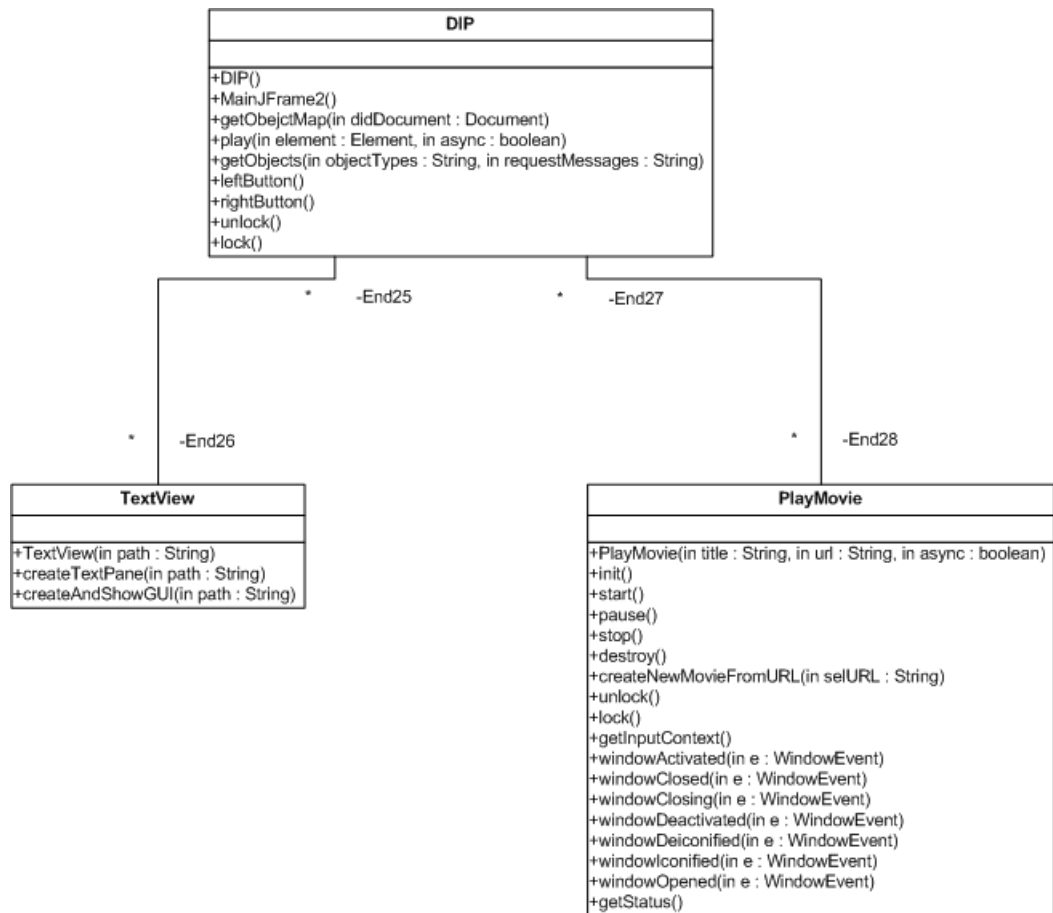 DIP
+DIP()
+MainJFrame2()
+getObejctMap(in didDocument : Document)
+play(in element : Element, in async : boolean)
+getObjects(in objectTypes : String, in requestMessages : String)
+leftButton()
+rightButton()
+unlock()
+lock()
* -End25
* -End27
* -End26
* -End28
TextView
+TextView(in path : String)
+createTextPane(in path : String)
+createAndShowGUI(in path : String)
PlayMovie
+PlayMovie(in title : String, in url : String, in async : boolean)
+init()
+start()
+pause()
+stop()
+destroy()
+createNewMovieFromURL(in selURL : String)
+unlock()
+lock()
+getInputContext()
+windowActivated(in e : WindowEvent)
+windowClosed(in e : WindowEvent)
+windowClosing(in e : WindowEvent)
+windowDeactivated(in e : WindowEvent)
+windowDeiconified(in e : WindowEvent)
+windowIconified(in e : WindowEvent)
+windowOpened(in e : WindowEvent)
+getStatus()